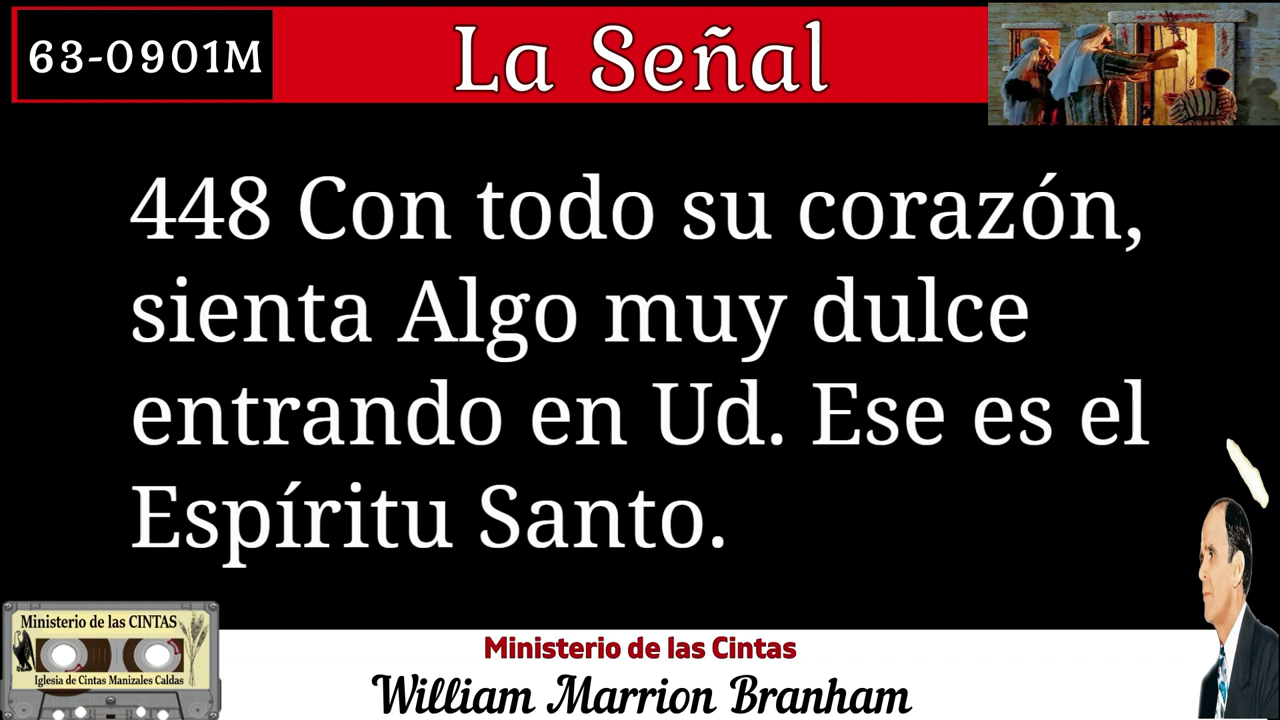 63-0901M
La Señal
448 Con todo su corazón,
sienta Algo muy dulce
entrando en Ud. Ese es el
Espíritu Santo.
Ministerio de las CINTAS
Iglesia de Cintas Manizales Caldas
Ministerio de las Cintas
William Marrion Branham